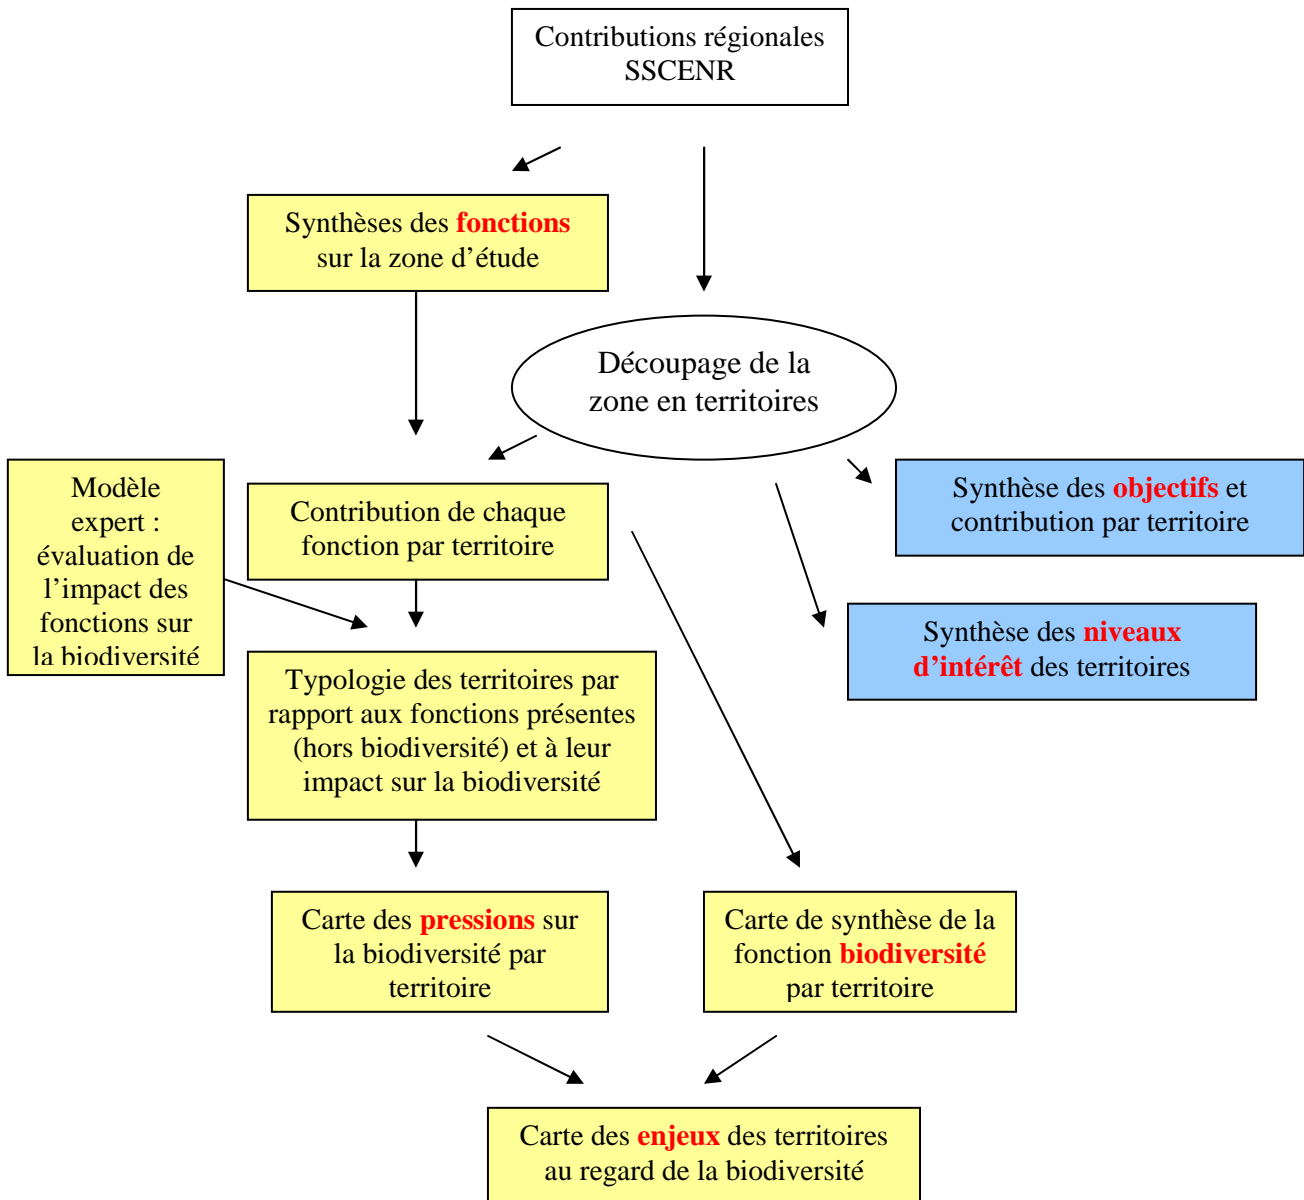 Contributions régionales
SSCENR
Synthèses des fonctions
sur la zone d’étude
Découpage de la
zone en territoires
Modèle
expert :
évaluation de
l’impact des
fonctions sur
la biodiversité
Contribution de chaque
fonction par territoire
Synthèse des objectifs et
contribution par territoire
Synthèse des niveaux
d’intérêt des territoires
Typologie des territoires par
rapport aux fonctions présentes
(hors biodiversité) et à leur
impact sur la biodiversité
Carte des pressions sur
la biodiversité par
territoire
Carte de synthèse de la
fonction biodiversité
par territoire
Carte des enjeux des territoires
au regard de la biodiversité